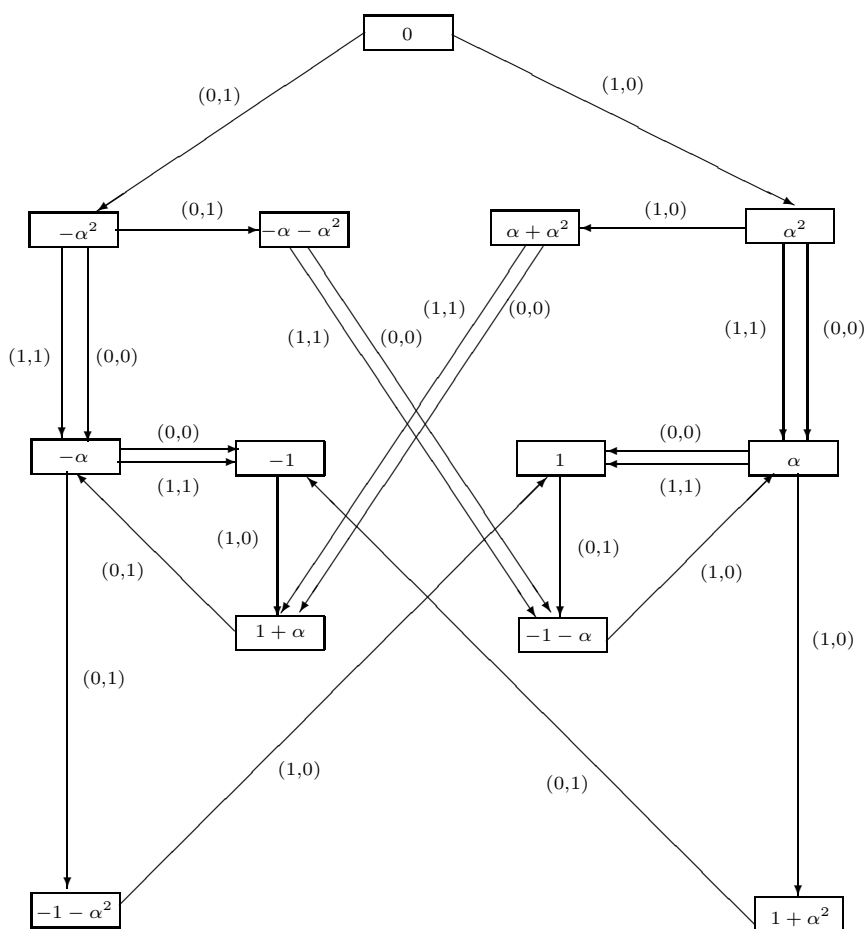 0
(0,1)
(1,0)
(0,1)
(1,0)
−α²
−α − α²
α + α²
α²
(1,1)
(0,0)
(1,1)
(0,0)
(1,1)
(0,0)
(1,1)
(0,0)
(0,0)
(0,0)
−α
−1
1
α
(1,1)
(1,1)
(1,0)
(0,1)
(0,1)
(1,0)
1 + α
−1 − α
(1,0)
(0,1)
(1,0)
(0,1)
−1 − α²
1 + α²